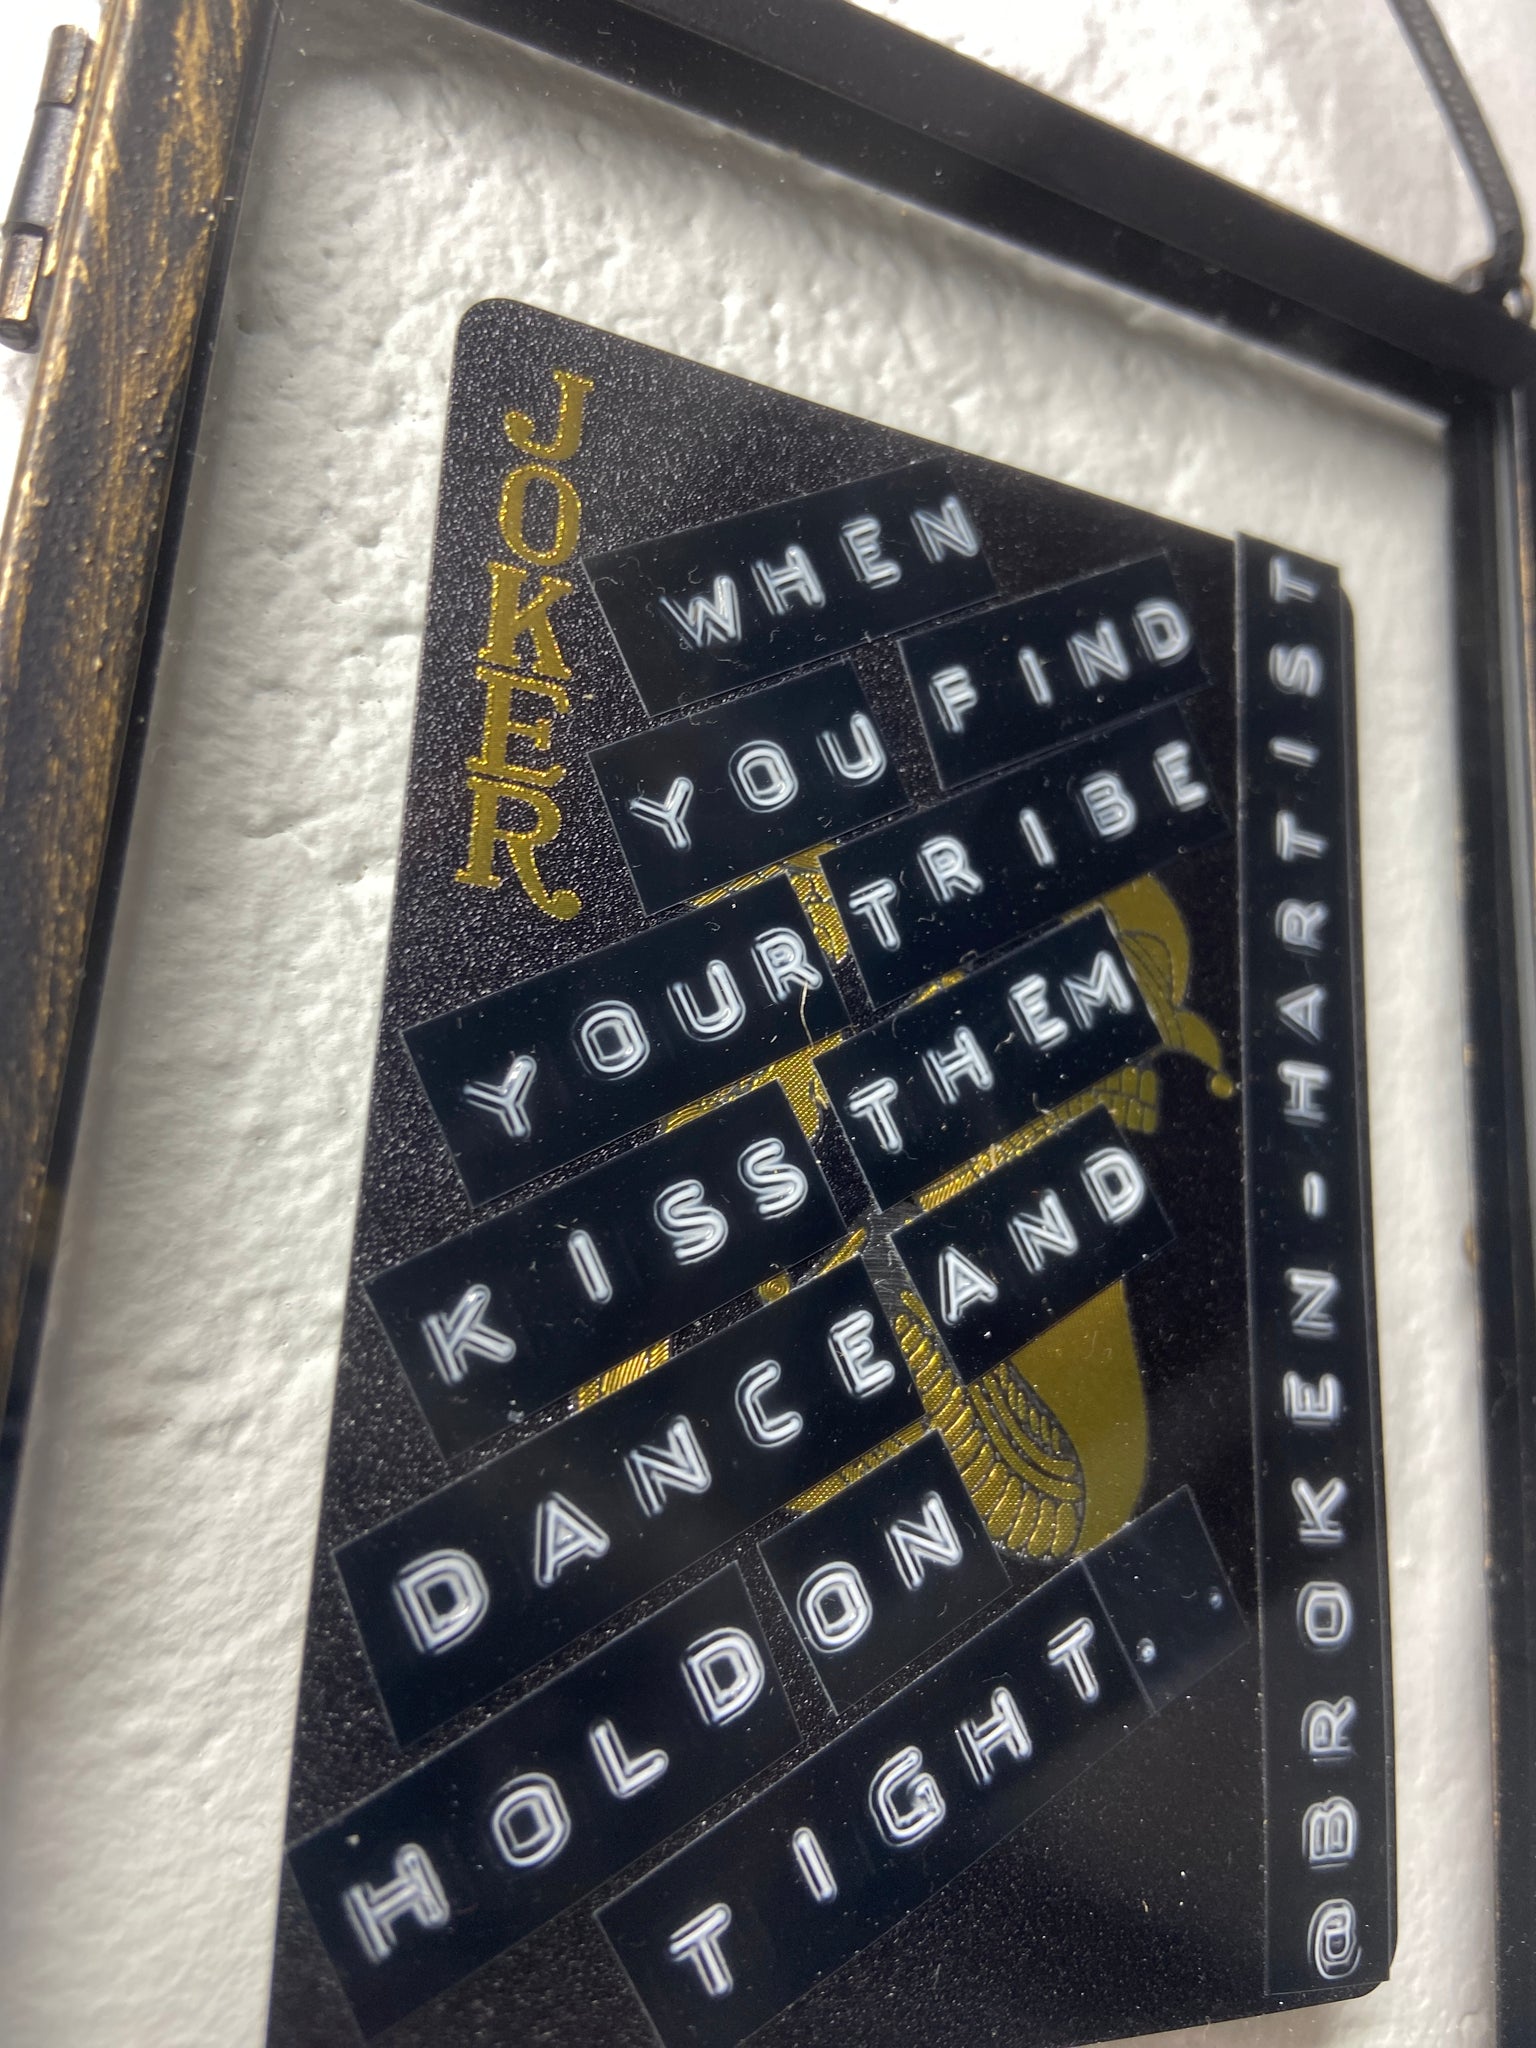 JOKER
WHEN
YOU FIND
YOUR TRIBE
KISS THEM
DANCE AND
HOLD ON
TIGHT.
@BROKEN-HARTIST